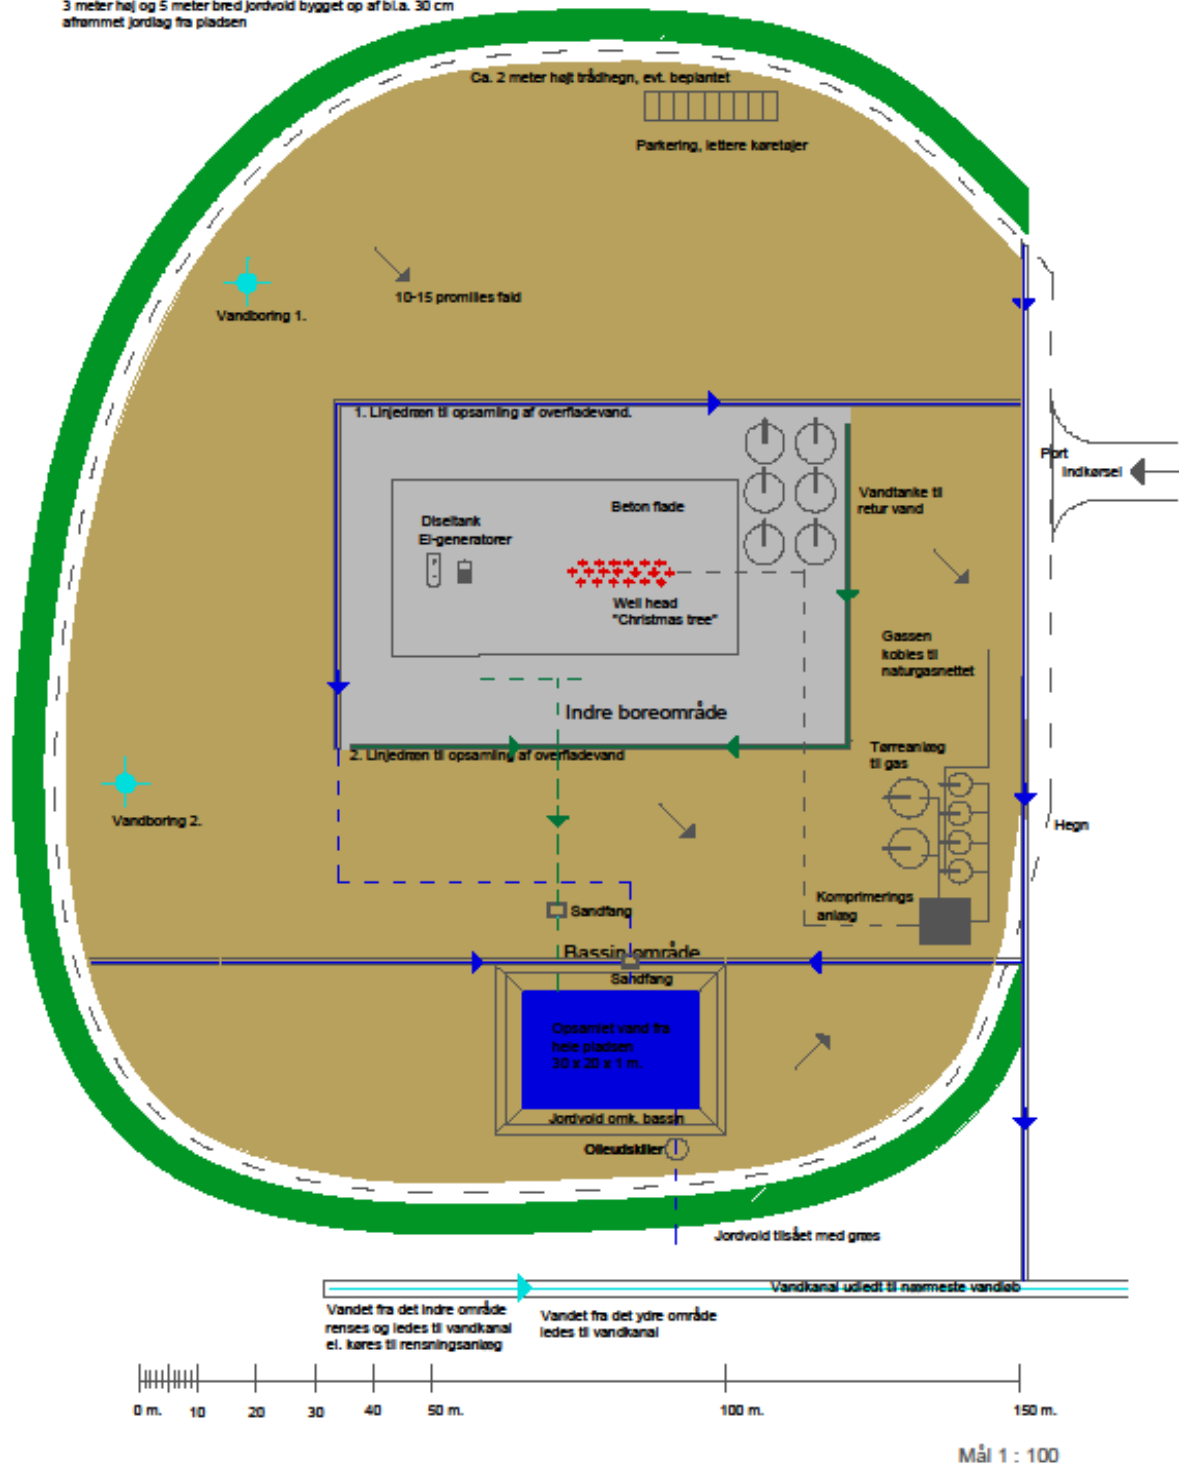 3 meter høj og 5 meter bred jordvold bygget op af bl.a. 30 cm
afrømmet jordlag fra pladsen
Ca. 2 meter højt trådhegn, evt. beplantet
Parkering, lettere køretøjer
10-15 promilles fald
Vandboring 1.
1. Linjedræn til opsamling af overfladevand.
Port
Indkørsel
Vandtanke til
retur vand
Beton flade
Diseltank
El-generatorer
Well head
"Christmas tree"
Gassen
kobles til
naturgasnettet
Indre boreområde
2. Linjedræn til opsamling af overfladevand
Tørreanlæg
til gas
Vandboring 2.
Hegn
Komprimerings
anlæg
Sandfang
Bassinområde
Sandfang
Opsamlet vand fra
hele pladsen
30 x 20 x 1 m.
Jordvold omk. bassin
Olieudskiller
Jordvold tilsået med græs
Vandkanal udledt til nærmeste vandløb
Vandet fra det indre område
renses og ledes til vandkanal
el. køres til rensningsanlæg
Vandet fra det ydre område
ledes til vandkanal
0 m. 10 20 30 40 50 m. 100 m. 150 m.
Mål 1 : 100